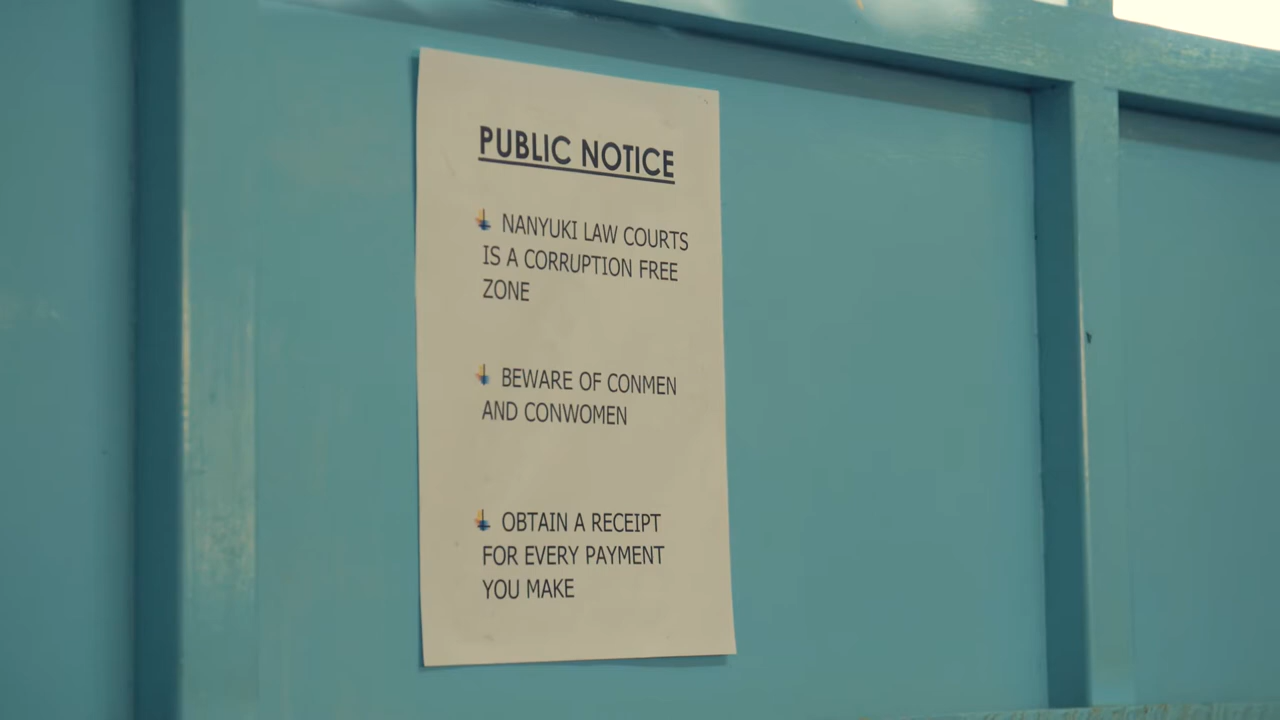 PUBLIC NOTICE
NANYUKI LAW COURTS
IS A CORRUPTION FREE
ZONE
BEWARE OF CONMEN
AND CONWOMEN
OBTAIN A RECEIPT
FOR EVERY PAYMENT
YOU MAKE